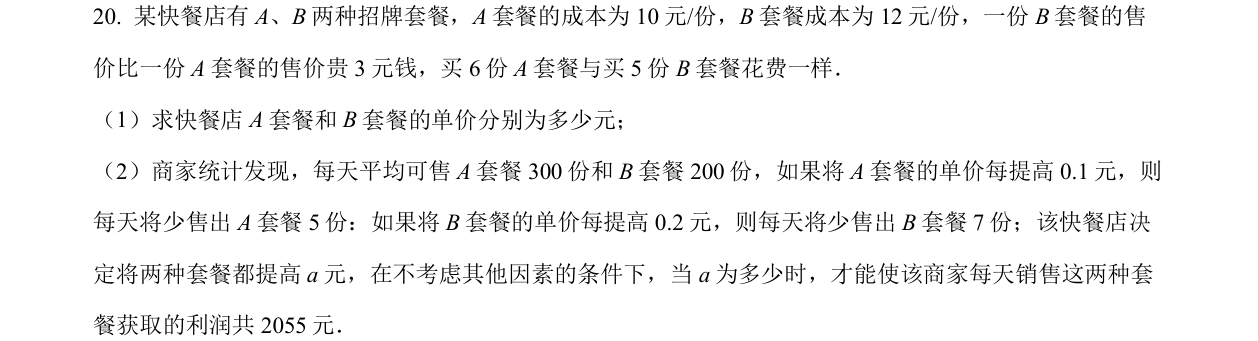 20. 某快餐店有 A、B 两种招牌套餐，A 套餐的成本为 10 元/份，B 套餐成本为 12 元/份，一份 B 套餐的售
价比一份 A 套餐的售价贵 3 元钱，买 6 份 A 套餐与买 5 份 B 套餐花费一样．
（1）求快餐店 A 套餐和 B 套餐的单价分别为多少元；
（2）商家统计发现，每天平均可售 A 套餐 300 份和 B 套餐 200 份，如果将 A 套餐的单价每提高 0.1 元，则
每天将少售出 A 套餐 5 份：如果将 B 套餐的单价每提高 0.2 元，则每天将少售出 B 套餐 7 份；该快餐店决
定将两种套餐都提高 a 元，在不考虑其他因素的条件下，当 a 为多少时，才能使该商家每天销售这两种套
餐获取的利润共 2055 元．